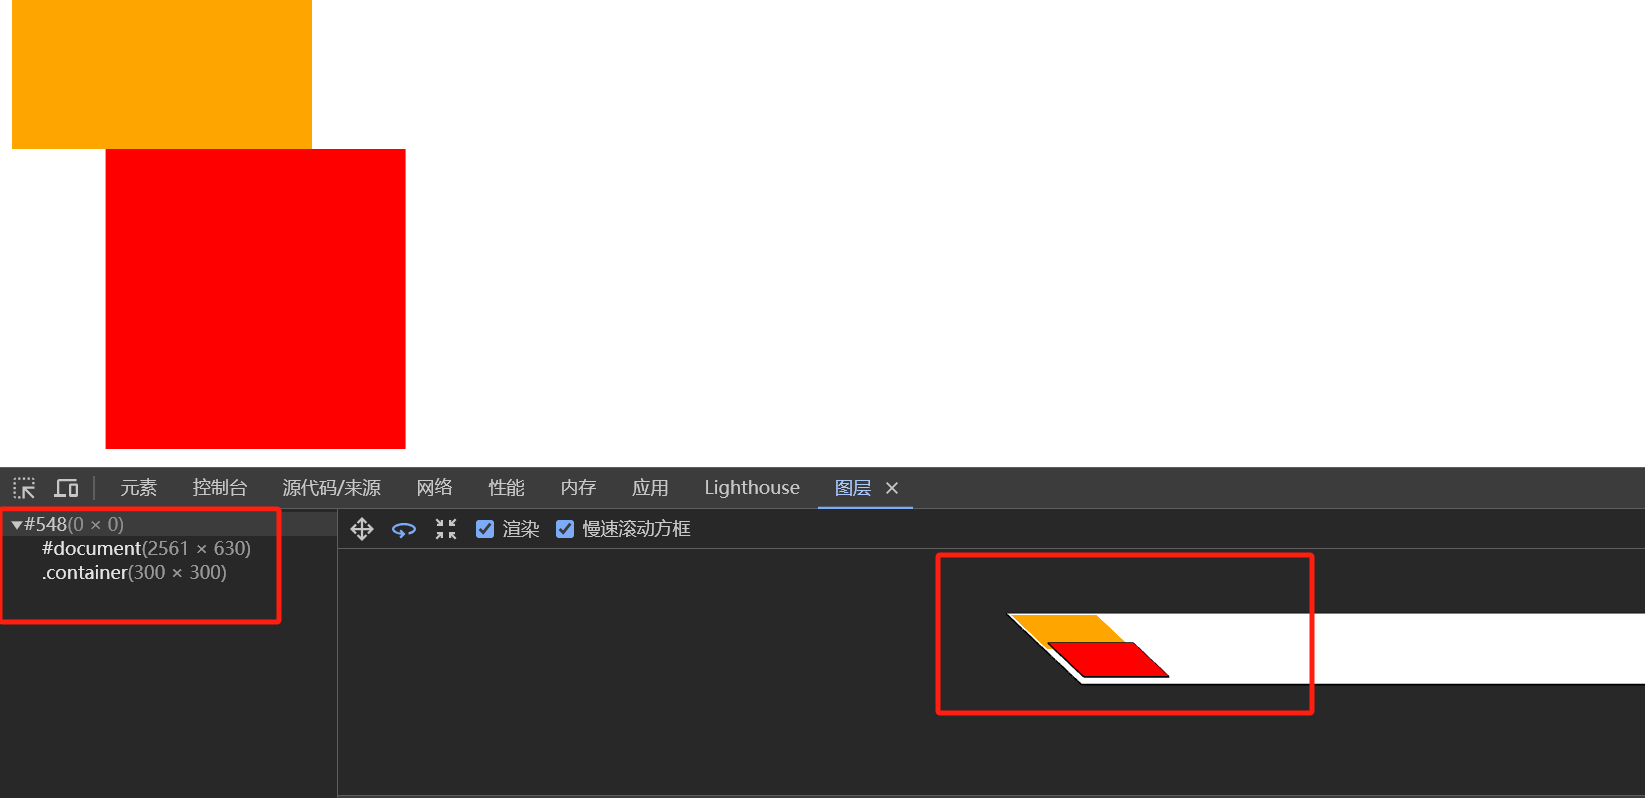 元素 控制台 源代码/来源 网络 性能 内存 应用 Lighthouse 图层
#548(0 × 0)
#document(2561 × 630)
.container(300 × 300)
渲染 慢速滚动方框